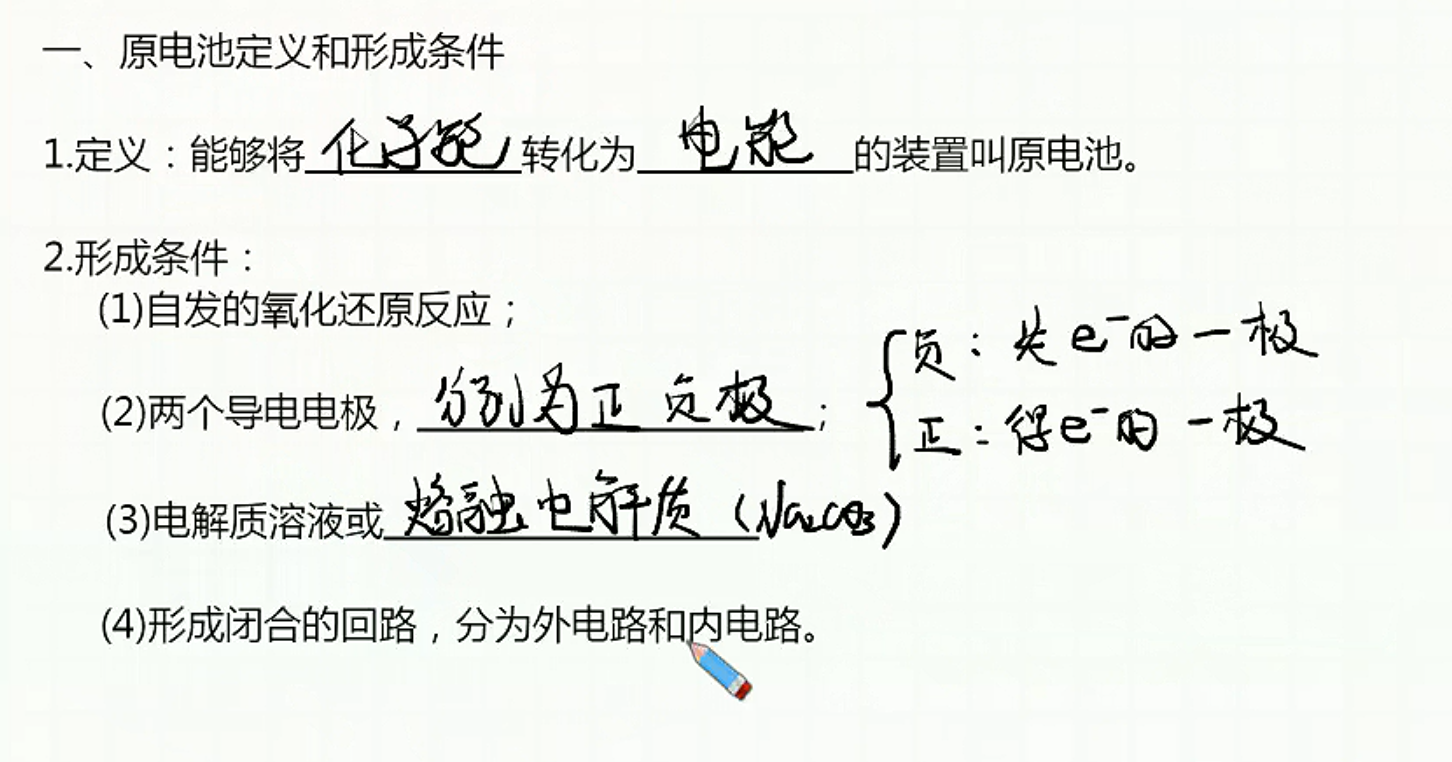 一、原电池定义和形成条件
1.定义：能够将化学能转化为电能的装置叫原电池。
2.形成条件：
(1)自发的氧化还原反应；
负：失e⁻的一极
(2)两个导电电极，分别为正负极；
正：得e⁻的一极
(3)电解质溶液或熔融电解质（Na₂CO₃）
(4)形成闭合的回路，分为外电路和内电路。